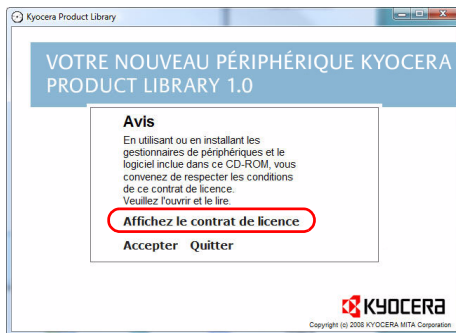 Kyocera Product Library
VOTRE NOUVEAU PÉRIPHÉRIQUE KYOCERA
PRODUCT LIBRARY 1.0
Avis
En utilisant ou en installant les
gestionnaires de périphériques et le
logiciel inclue dans ce CD-ROM, vous
convenez de respecter les conditions
de ce contrat de licence.
Veuillez l'ouvrir et le lire.
Affichez le contrat de licence
Accepter Quitter
KYOCERA
Copyright (c) 2008 KYOCERA MITA Corporation